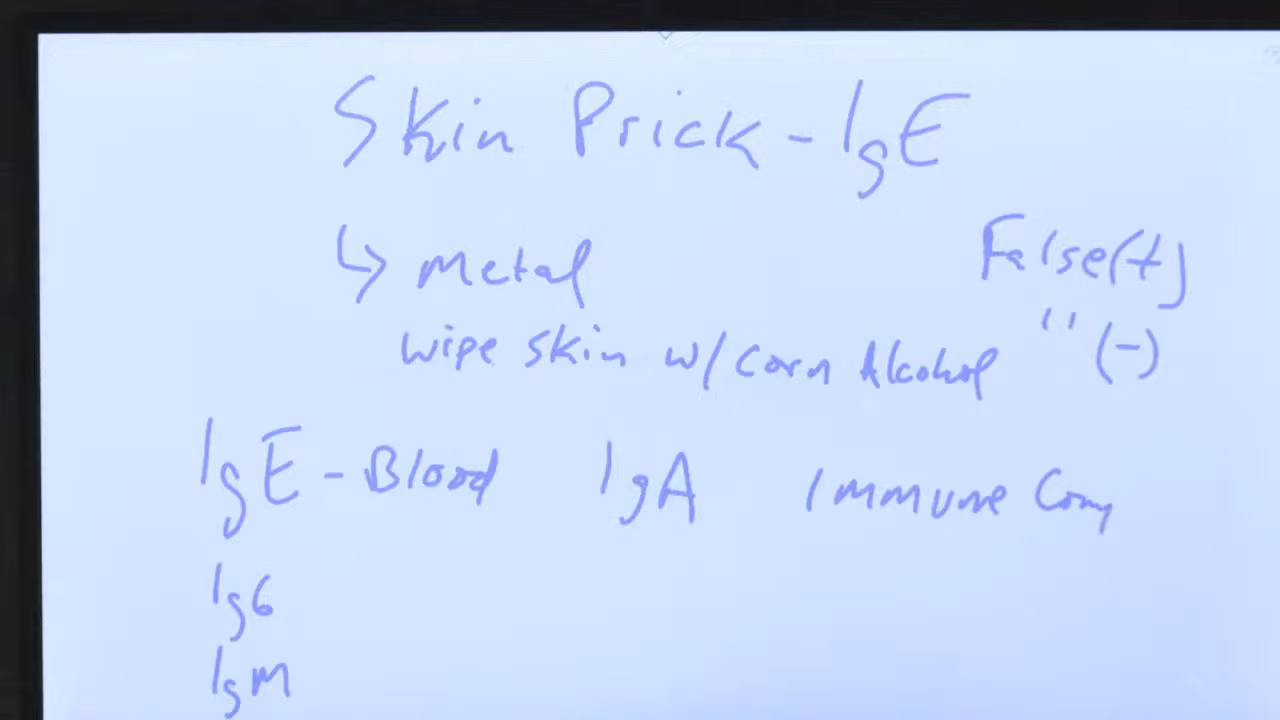 Skin Prick - IgE
↳ Metal
False(+)
wipe skin w/ corn Alcohol
" (-)
IgE - Blood IgA Immune Com
IgG
IgM